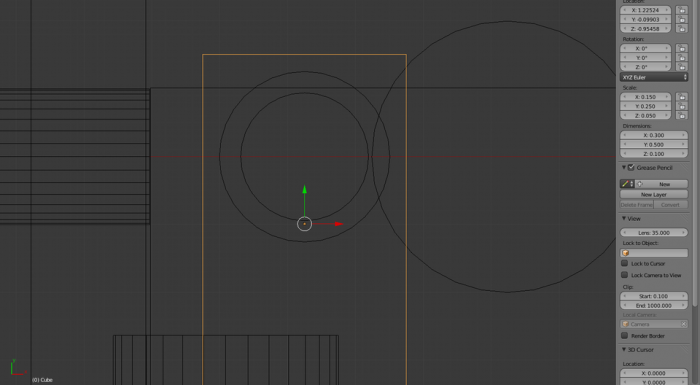 Location:
X: 1.22524
Y: -0.09903
Z: -0.95458
Rotation:
X: 0°
Y: 0°
Z: 0°
XYZ Euler
Scale:
X: 0.150
Y: 0.250
Z: 0.050
Dimensions:
X: 0.300
Y: 0.500
Z: 0.100
Grease Pencil
New
New Layer
Delete Frame Convert
View
Lens: 35.000
Lock to Object:
Lock to Cursor
Lock Camera to View
Clip:
Start: 0.100
End: 1000.000
Local Camera:
Camera
Render Border
3D Cursor
Location:
X: 0.0000
Y: 0.0000
(0) Cube